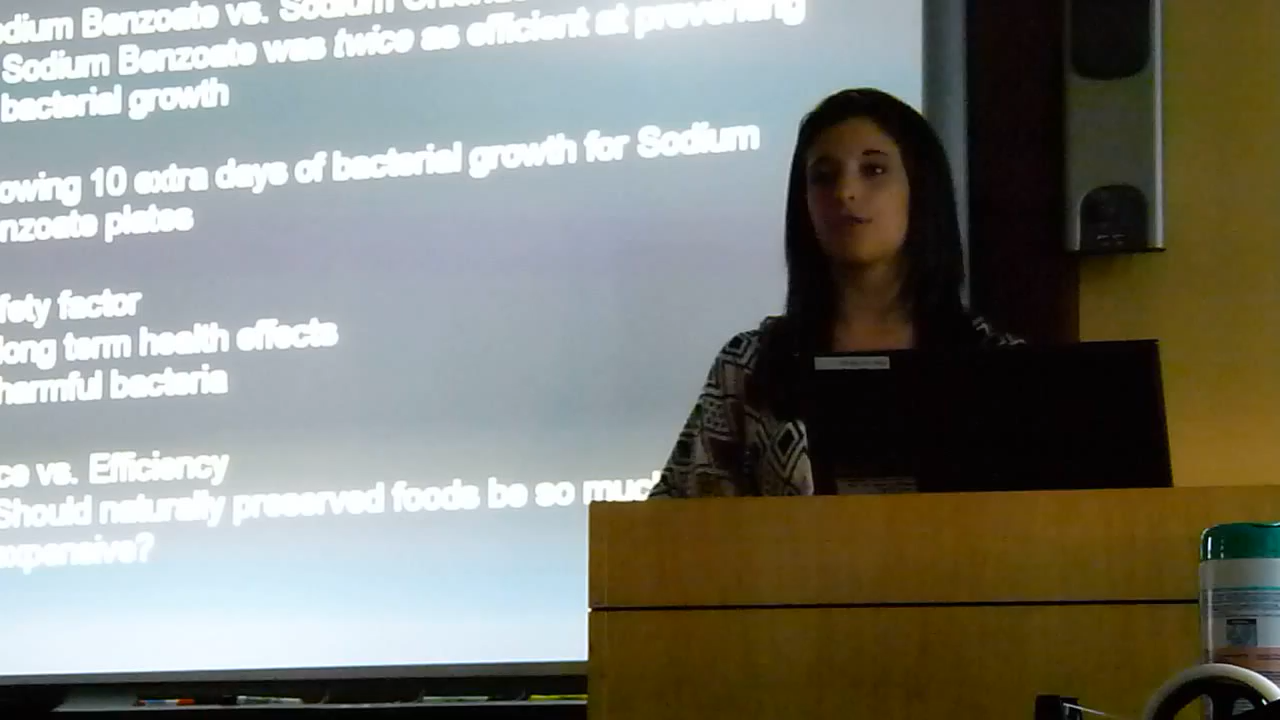 odium Benzoate vs. Sodium Chlori
Sodium Benzoate was twice as efficient at preventing
bacterial growth
owing 10 extra days of bacterial growth for Sodium
nzoate plates
fety factor
long term health effects
harmful bacteria
ce vs. Efficiency
Should naturally preserved foods be so much
expensive?